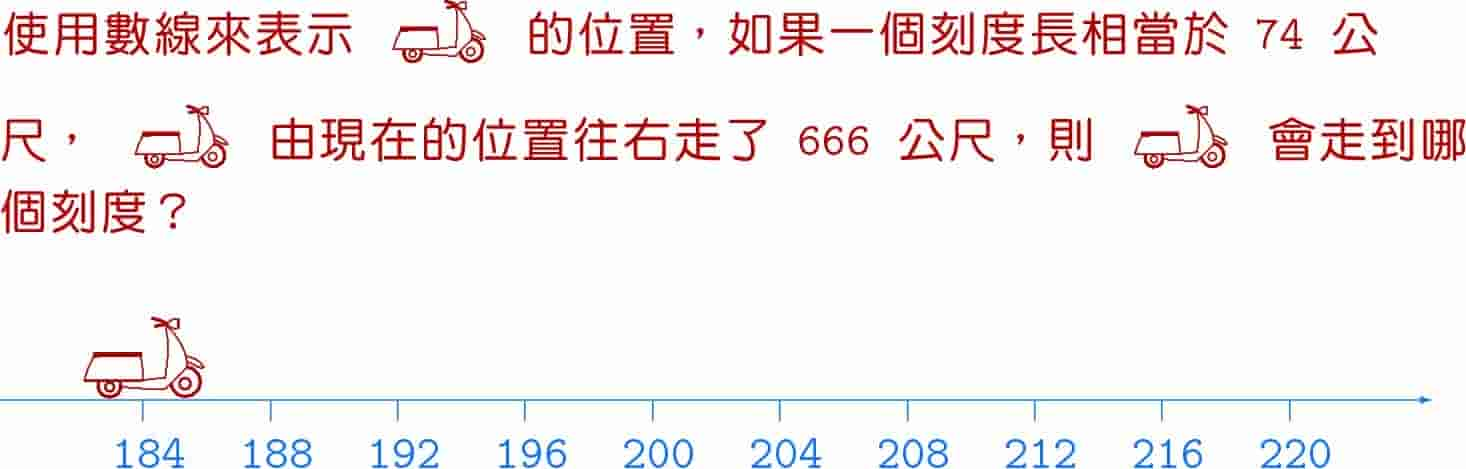 使用數線來表示 的位置，如果一個刻度長相當於 74 公
尺， 由現在的位置往右走了 666 公尺，則 會走到哪
個刻度？
184 188 192 196 200 204 208 212 216 220